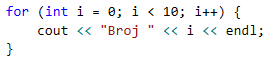 for (int i = 0; i < 10; i++) {
    cout << "Broj " << i << endl;
}